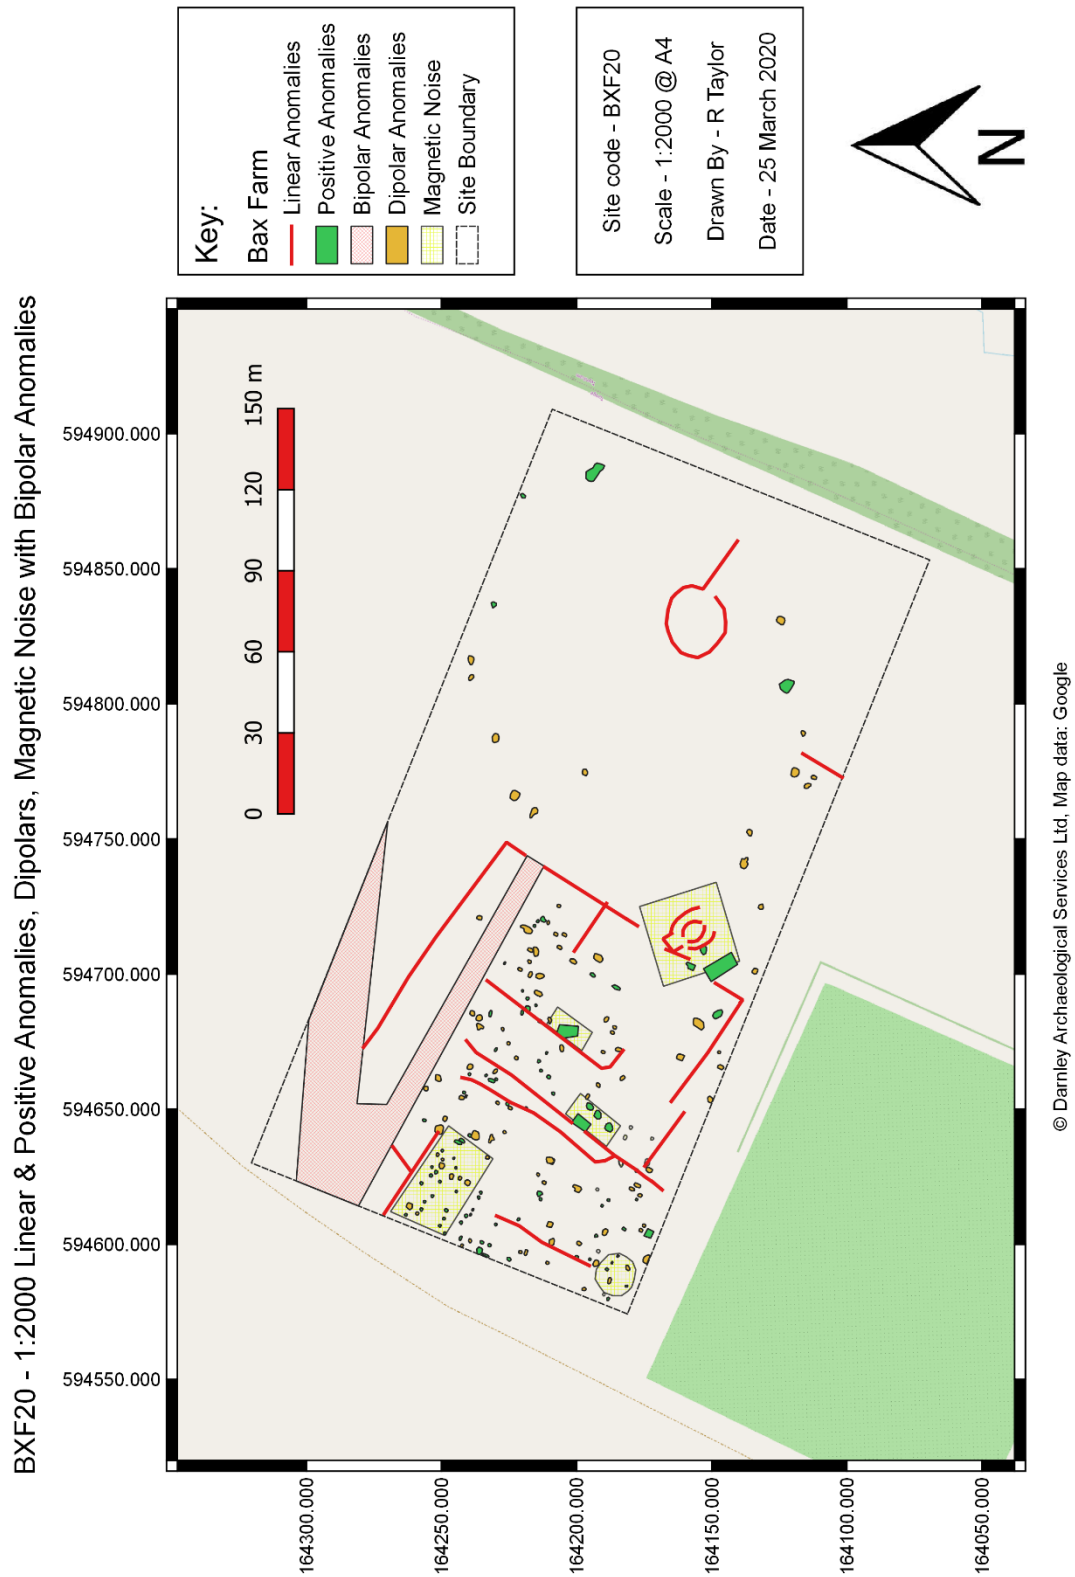 BXF20 - 1:2000 Linear & Positive Anomalies, Dipolars, Magnetic Noise with Bipolar Anomalies
Key:
Bax Farm
Linear Anomalies
Positive Anomalies
Bipolar Anomalies
Dipolar Anomalies
Magnetic Noise
Site Boundary
Site code - BXF20
Scale - 1:2000 @ A4
Drawn By - R Taylor
Date - 25 March 2020
N
0 30 60 90 120 150 m
594550.000
594600.000
594650.000
594700.000
594750.000
594800.000
594850.000
594900.000
164300.000
164250.000
164200.000
164150.000
164100.000
164050.000
© Darnley Archaeological Services Ltd, Map data: Google